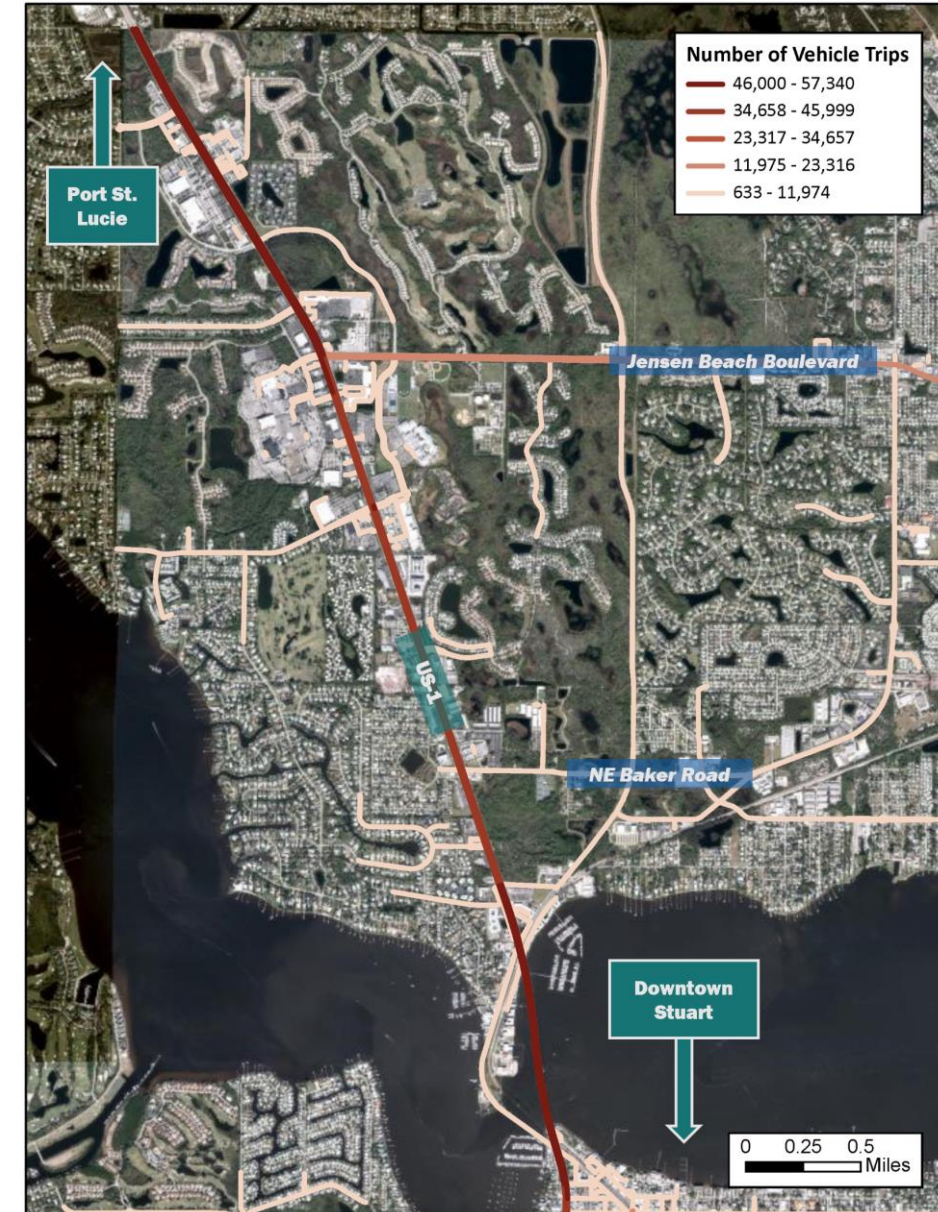 Number of Vehicle Trips
46,000 - 57,340
34,658 - 45,999
23,317 - 34,657
11,975 - 23,316
633 - 11,974
Port St.
Lucie
Jensen Beach Boulevard
US-1
NE Baker Road
Downtown
Stuart
0 0.25 0.5
Miles